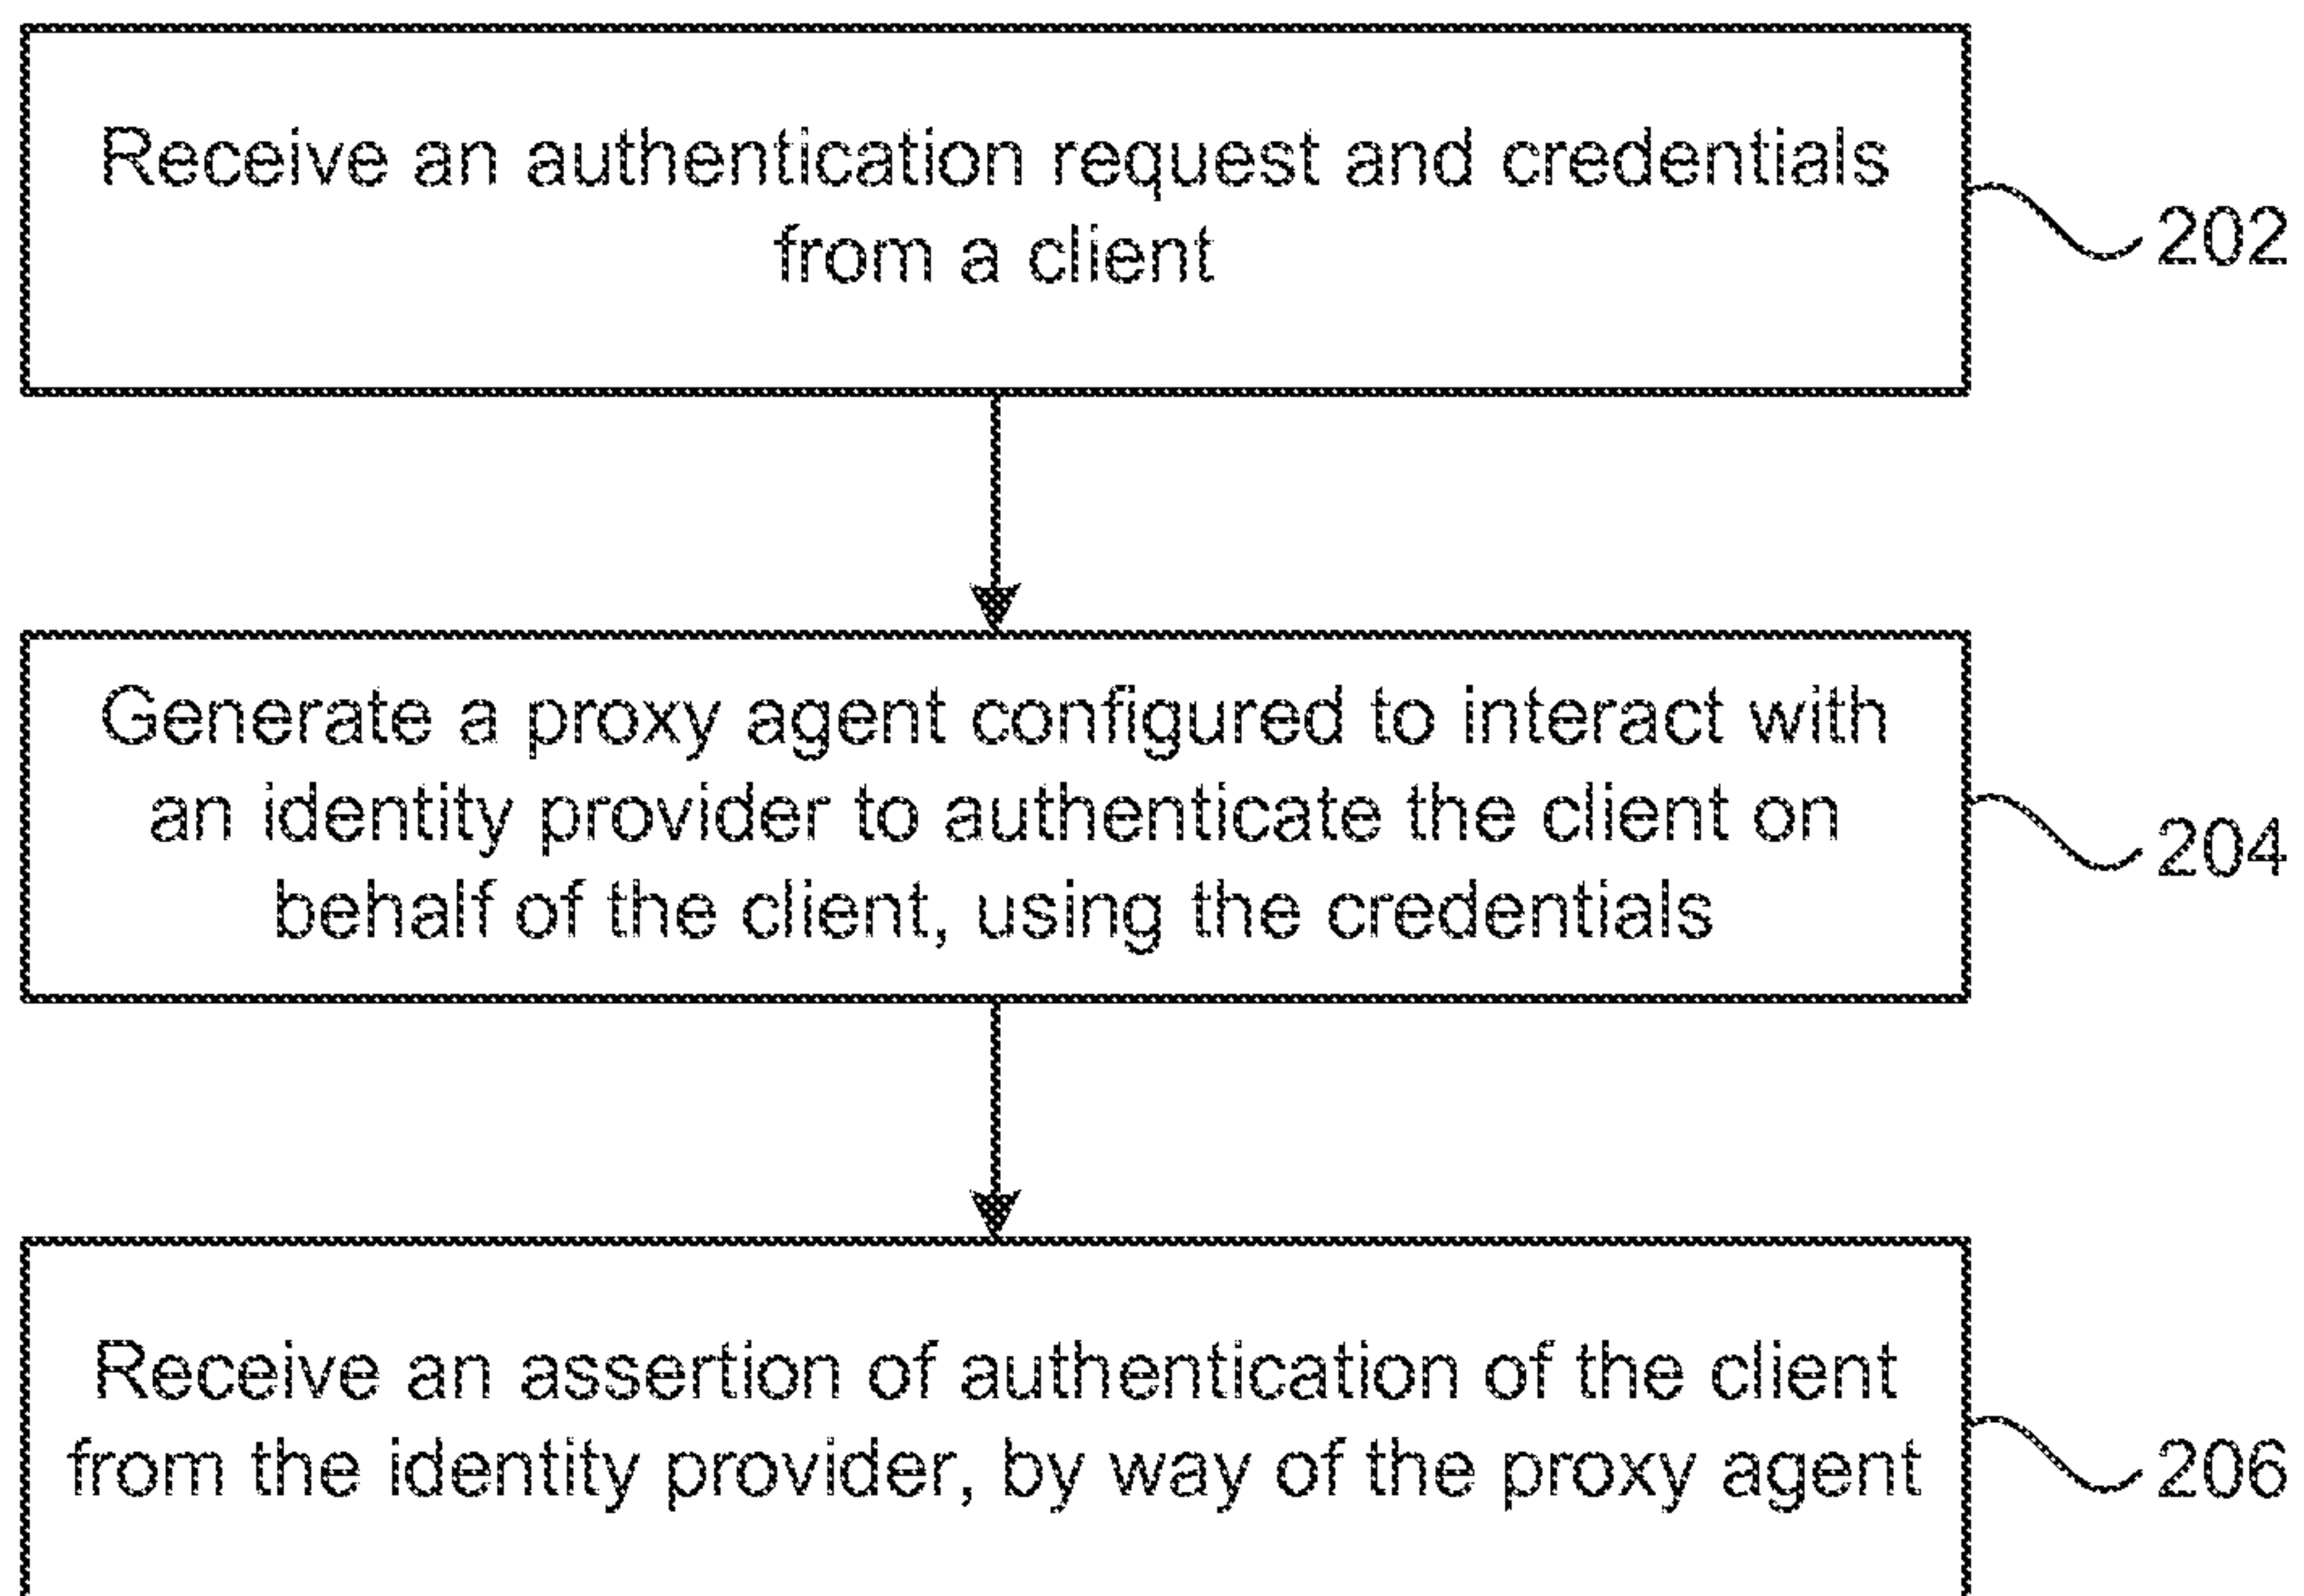 Receive an authentication request and credentials
from a client
202
Generate a proxy agent configured to interact with
an identity provider to authenticate the client on
behalf of the client, using the credentials
204
Receive an assertion of authentication of the client
from the identity provider, by way of the proxy agent
206